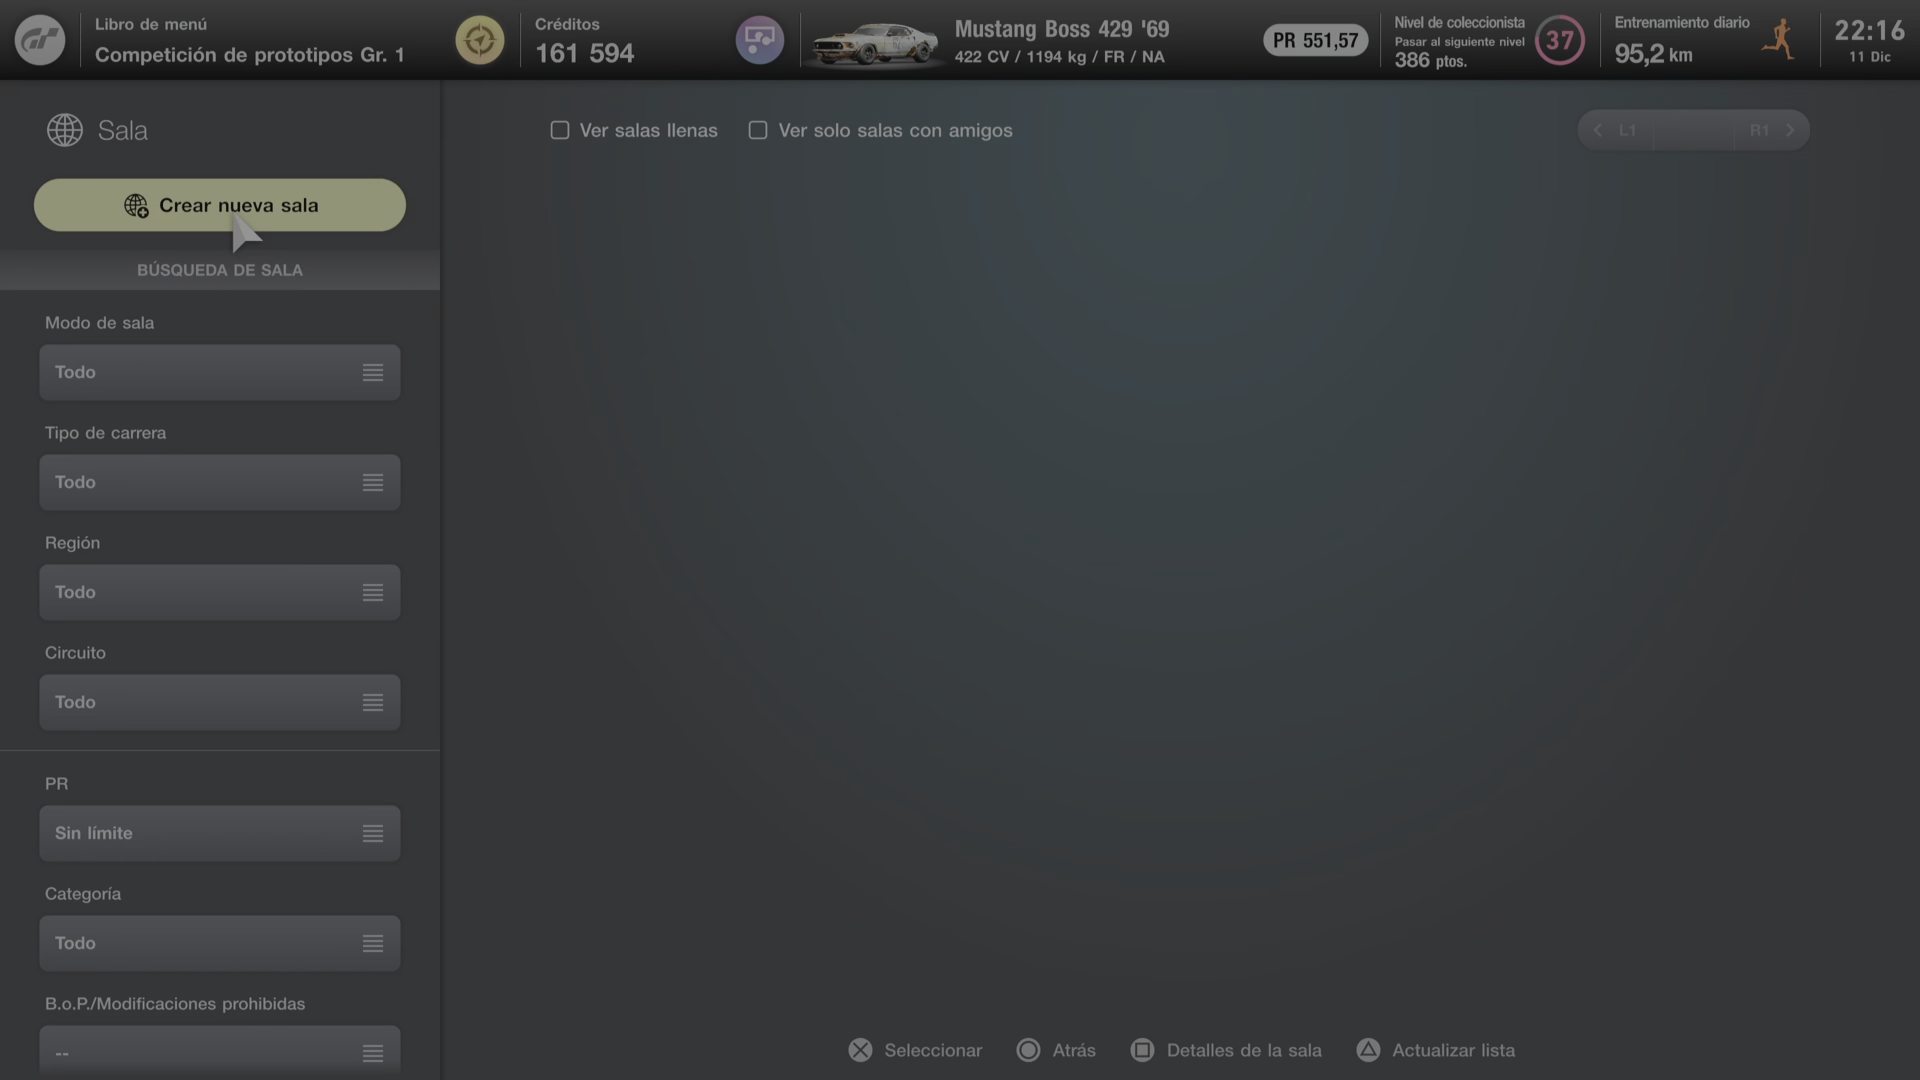 Libro de menú
Competición de prototipos Gr. 1
Créditos
161 594
Mustang Boss 429 '69
422 CV / 1194 kg / FR / NA
PR 551,57
Nivel de coleccionista
Pasar al siguiente nivel
386 ptos.
37
Entrenamiento diario
95,2 km
22:16
11 Dic
Sala
Ver salas llenas
Ver solo salas con amigos
L1
R1
Crear nueva sala
BÚSQUEDA DE SALA
Modo de sala
Todo
Tipo de carrera
Todo
Región
Todo
Circuito
Todo
PR
Sin límite
Categoría
Todo
B.o.P./Modificaciones prohibidas
--
Seleccionar
Atrás
Detalles de la sala
Actualizar lista